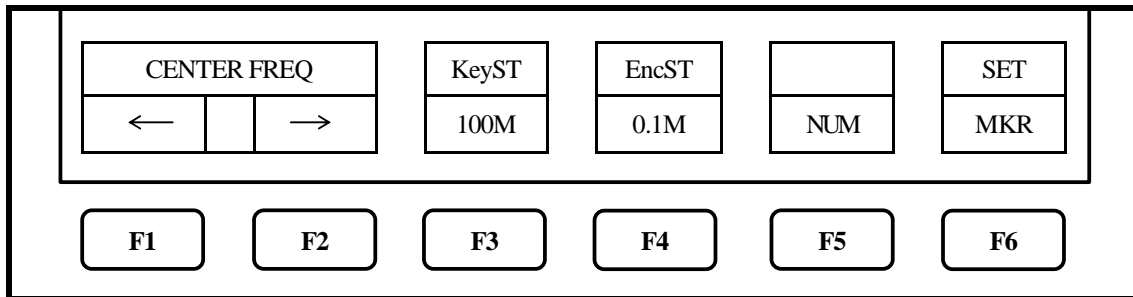 CENTER FREQ KeyST EncST SET
← → 100M 0.1M NUM MKR
F1 F2 F3 F4 F5 F6